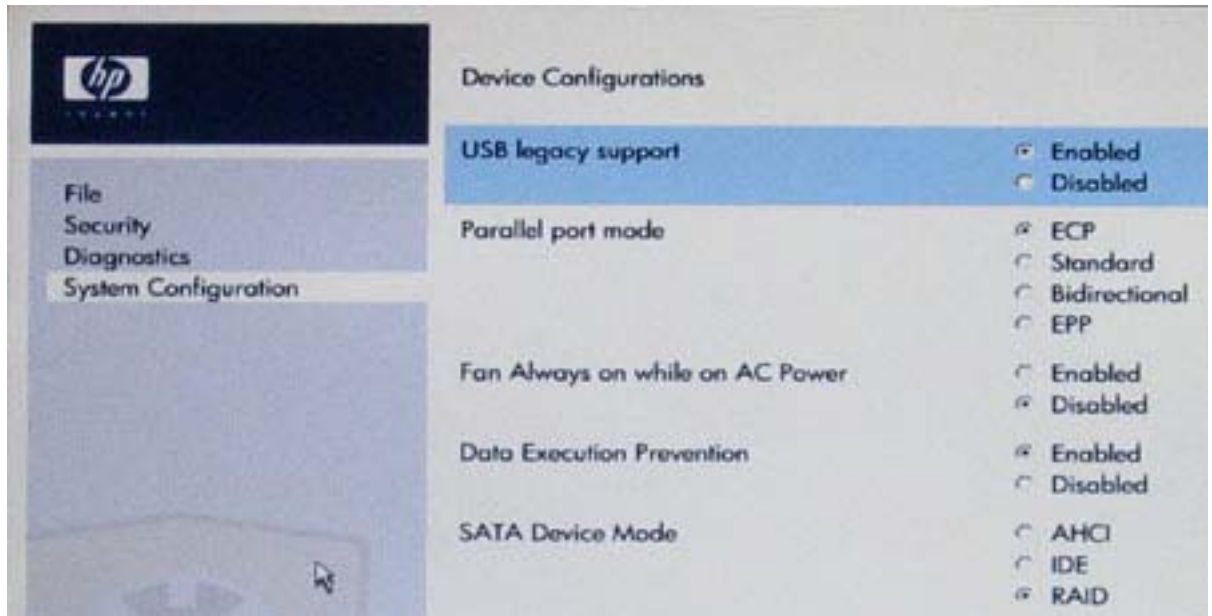 hp
Device Configurations
USB legacy support
Enabled
Disabled
File
Security
Diagnostics
System Configuration
Parallel port mode
ECP
Standard
Bidirectional
EPP
Fan Always on while on AC Power
Enabled
Disabled
Data Execution Prevention
Enabled
Disabled
SATA Device Mode
AHCI
IDE
RAID